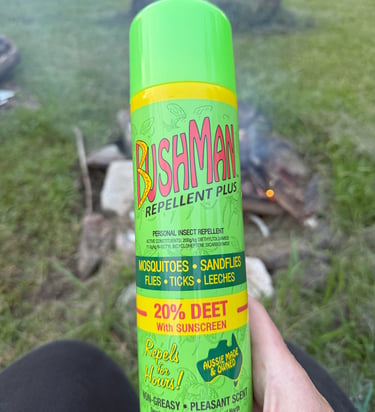 BUSHMAN
REPELLENT PLUS
PERSONAL INSECT REPELLENT
MOSQUITOES • SANDFLIES
FLIES • TICKS • LEECHES
20% DEET
With SUNSCREEN
Repels
for
Hours!
AUSSIE MADE
& OWNED
NON-GREASY • PLEASANT SCENT